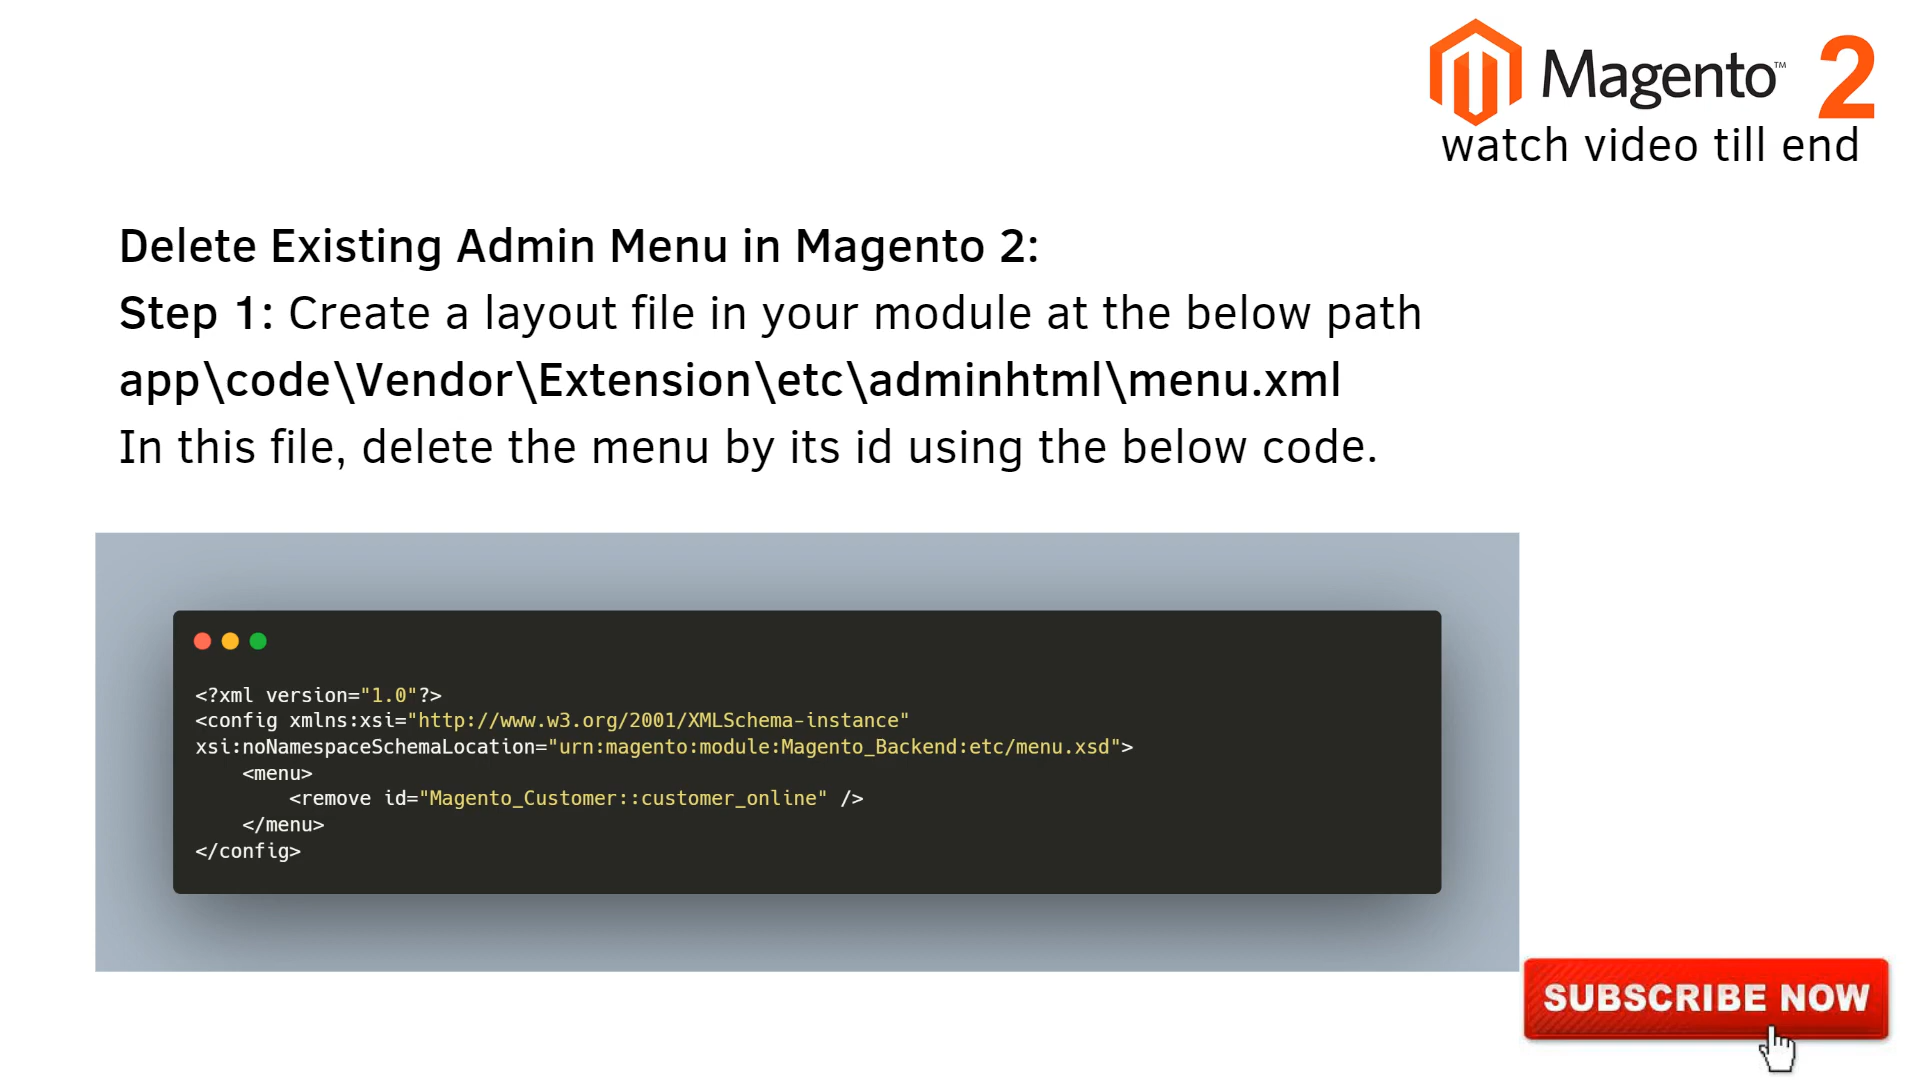 Magento™ 2
watch video till end
Delete Existing Admin Menu in Magento 2:
Step 1: Create a layout file in your module at the below path
app\code\Vendor\Extension\etc\adminhtml\menu.xml
In this file, delete the menu by its id using the below code.
<?xml version="1.0"?>
<config xmlns:xsi="http://www.w3.org/2001/XMLSchema-instance"
xsi:noNamespaceSchemaLocation="urn:magento:module:Magento_Backend:etc/menu.xsd">
    <menu>
        <remove id="Magento_Customer::customer_online" />
    </menu>
</config>
SUBSCRIBE NOW